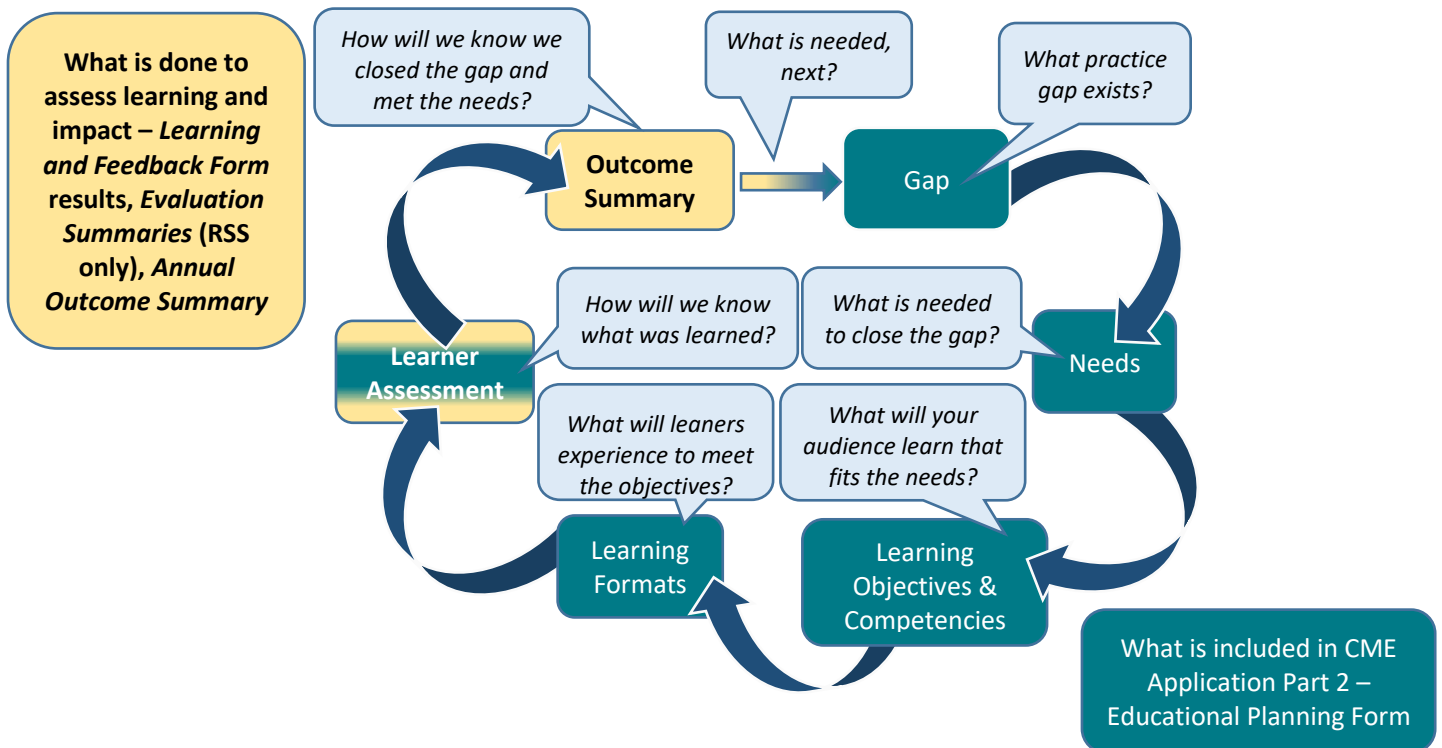 What is done to
assess learning and
impact – Learning
and Feedback Form
results, Evaluation
Summaries (RSS
only), Annual
Outcome Summary
How will we know we
closed the gap and
met the needs?
What is needed,
next?
What practice
gap exists?
Outcome
Summary
Gap
How will we know
what was learned?
What is needed
to close the gap?
Learner
Assessment
Needs
What will leaners
experience to meet
the objectives?
What will your
audience learn that
fits the needs?
Learning
Formats
Learning
Objectives &
Competencies
What is included in CME
Application Part 2 –
Educational Planning Form